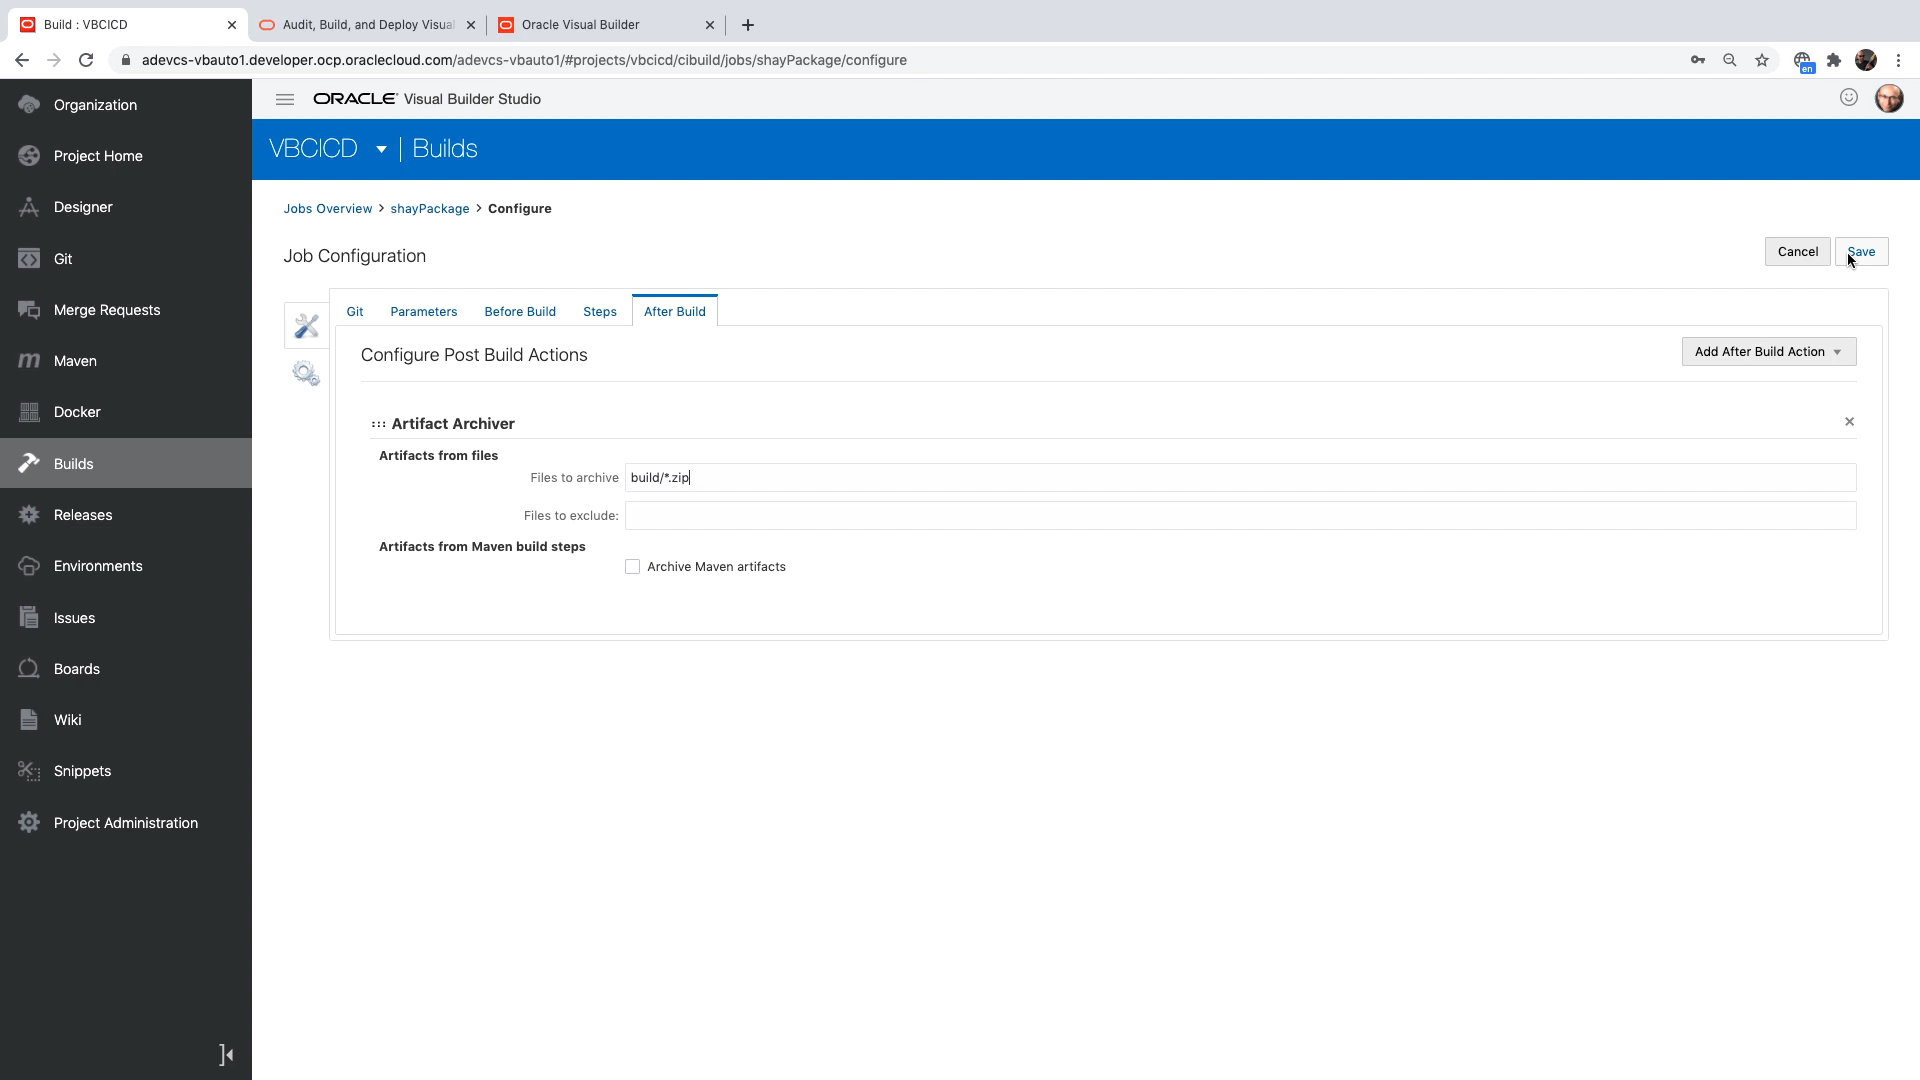 Build : VBCICD
Audit, Build, and Deploy Visual
Oracle Visual Builder
adevcs-vbauto1.developer.ocp.oraclecloud.com/adevcs-vbauto1/#projects/vbcicd/cibuild/jobs/shayPackage/configure
en
Organization
Project Home
Designer
Git
Merge Requests
Maven
Docker
Builds
Releases
Environments
Issues
Boards
Wiki
Snippets
Project Administration
ORACLE Visual Builder Studio
VBCICD | Builds
Jobs Overview > shayPackage > Configure
Job Configuration
Cancel
Save
Git
Parameters
Before Build
Steps
After Build
Configure Post Build Actions
Add After Build Action
Artifact Archiver
Artifacts from files
Files to archive
build/*.zip
Files to exclude:
Artifacts from Maven build steps
Archive Maven artifacts